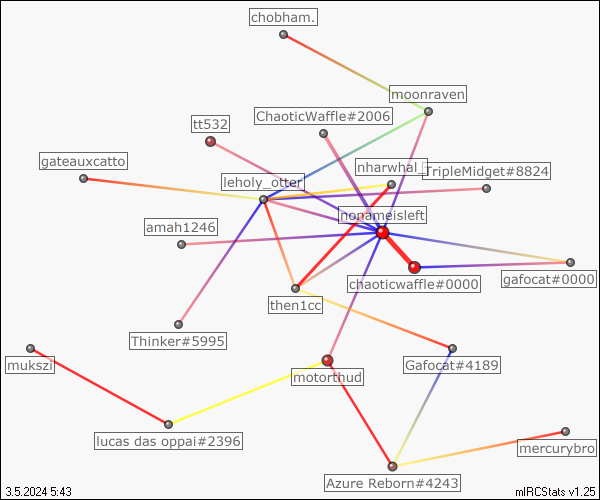 chobham.
moonraven
ChaoticWaffle#2006
tt532
gateauxcatto
nharwhal_
TripleMidget#8824
leholy_otter
nonameisleft
amah1246
chaoticwaffle#0000
gafocat#0000
then1cc
Thinker#5995
mukszi
Gafocat#4189
motorthud
lucas das oppai#2396
mercurybro
Azure Reborn#4243
3.5.2024 5:43
mIRCStats v1.25